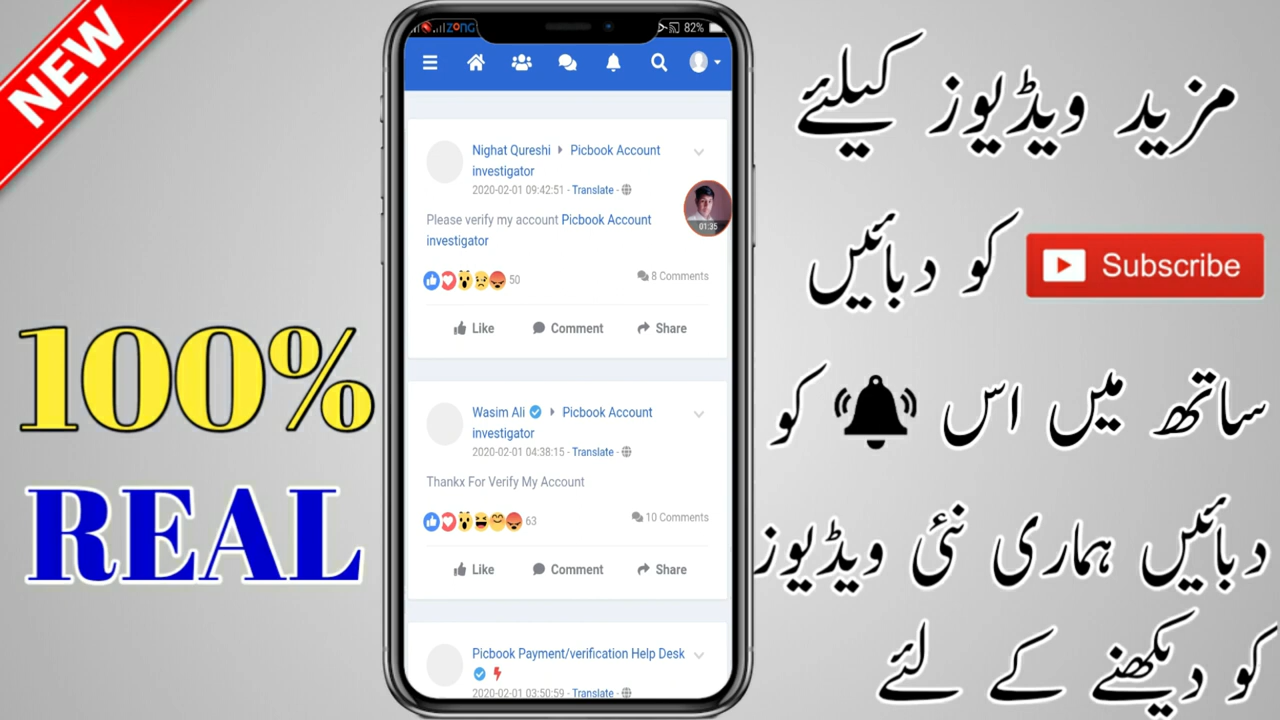 NEW
100%
REAL
ZONG
82%
Nighat Qureshi Picbook Account
investigator
2020-02-01 09:42:51 - Translate -
Please verify my account Picbook Account
investigator
01:35
50
8 Comments
Like Comment Share
Wasim Ali Picbook Account
investigator
2020-02-01 04:38:15 - Translate -
Thankx For Verify My Account
63
10 Comments
Like Comment Share
Picbook Payment/verification Help Desk
2020-02-01 03:50:59 - Translate -
مزید ویڈیوز کیلئے
Subscribe کو دبائیں
ساتھ میں اس کو
دبائیں ہماری نئی ویڈیوز
کو دیکھنے کے لئے